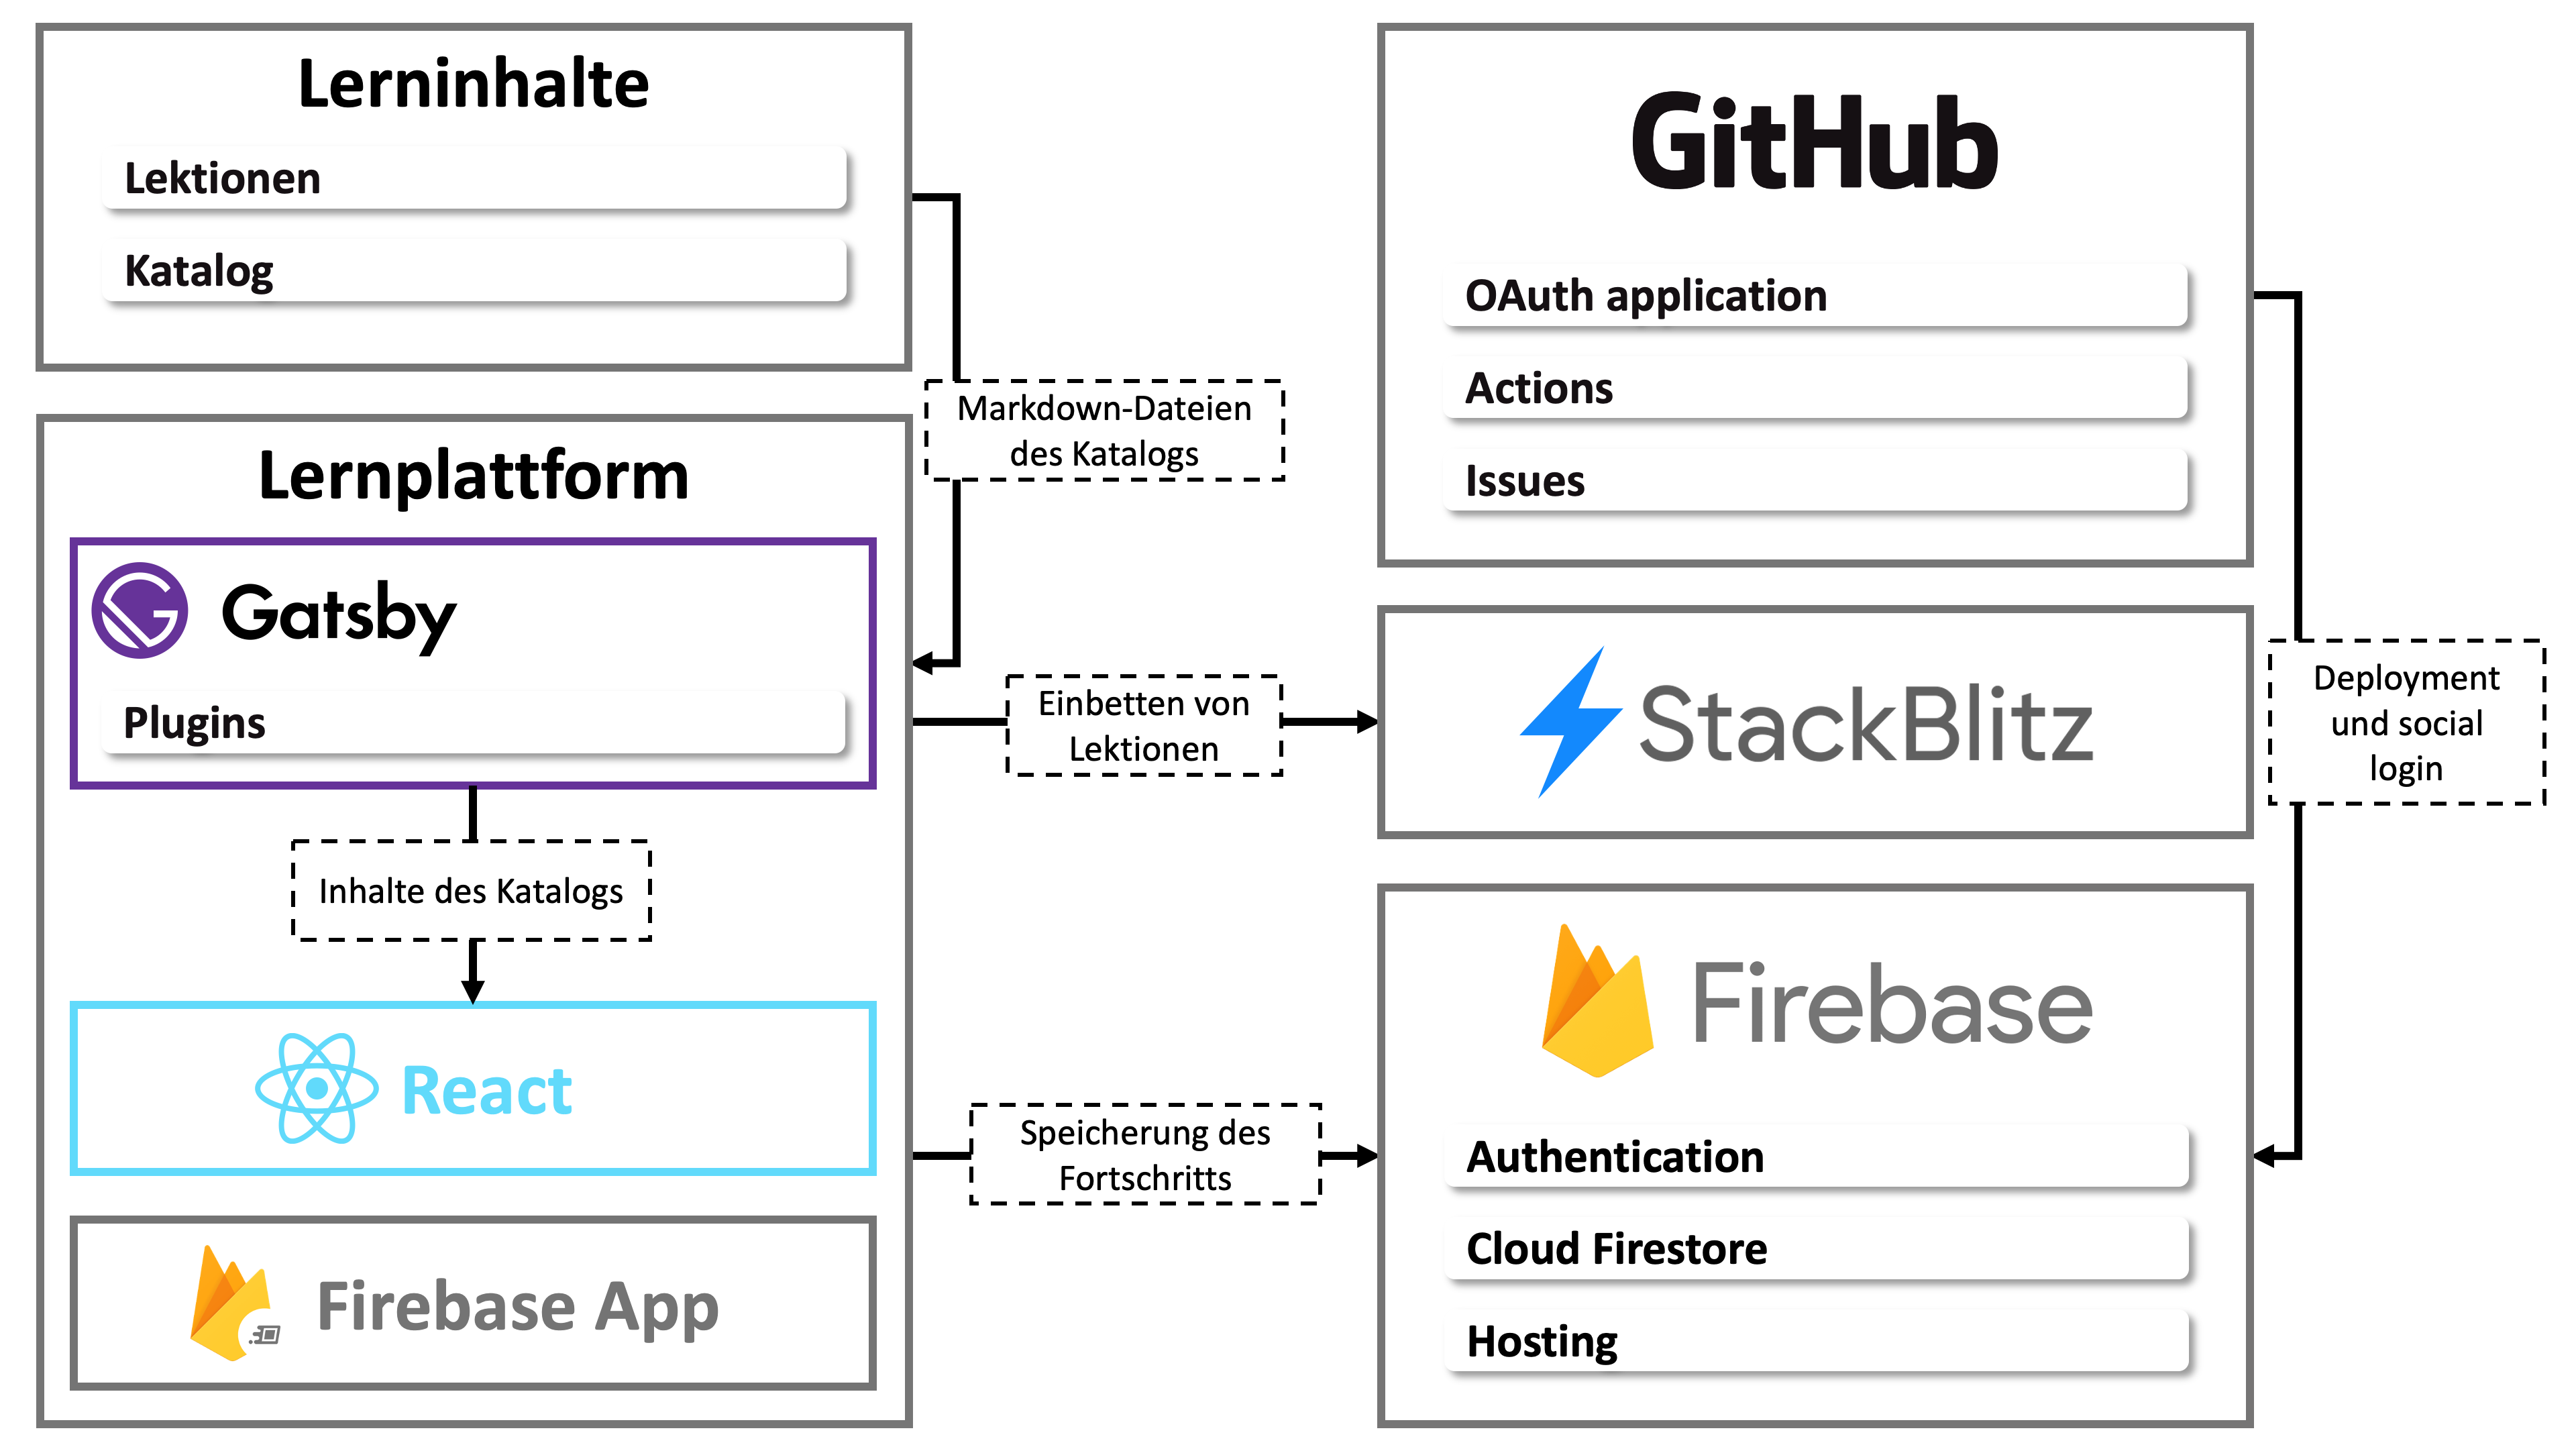 Lerninhalte
Lektionen
Katalog
Markdown-Dateien
des Katalogs
Lernplattform
Gatsby
Plugins
Inhalte des Katalogs
React
Firebase App
Einbetten von
Lektionen
Speicherung des
Fortschritts
GitHub
OAuth application
Actions
Issues
StackBlitz
Deployment
und social
login
Firebase
Authentication
Cloud Firestore
Hosting